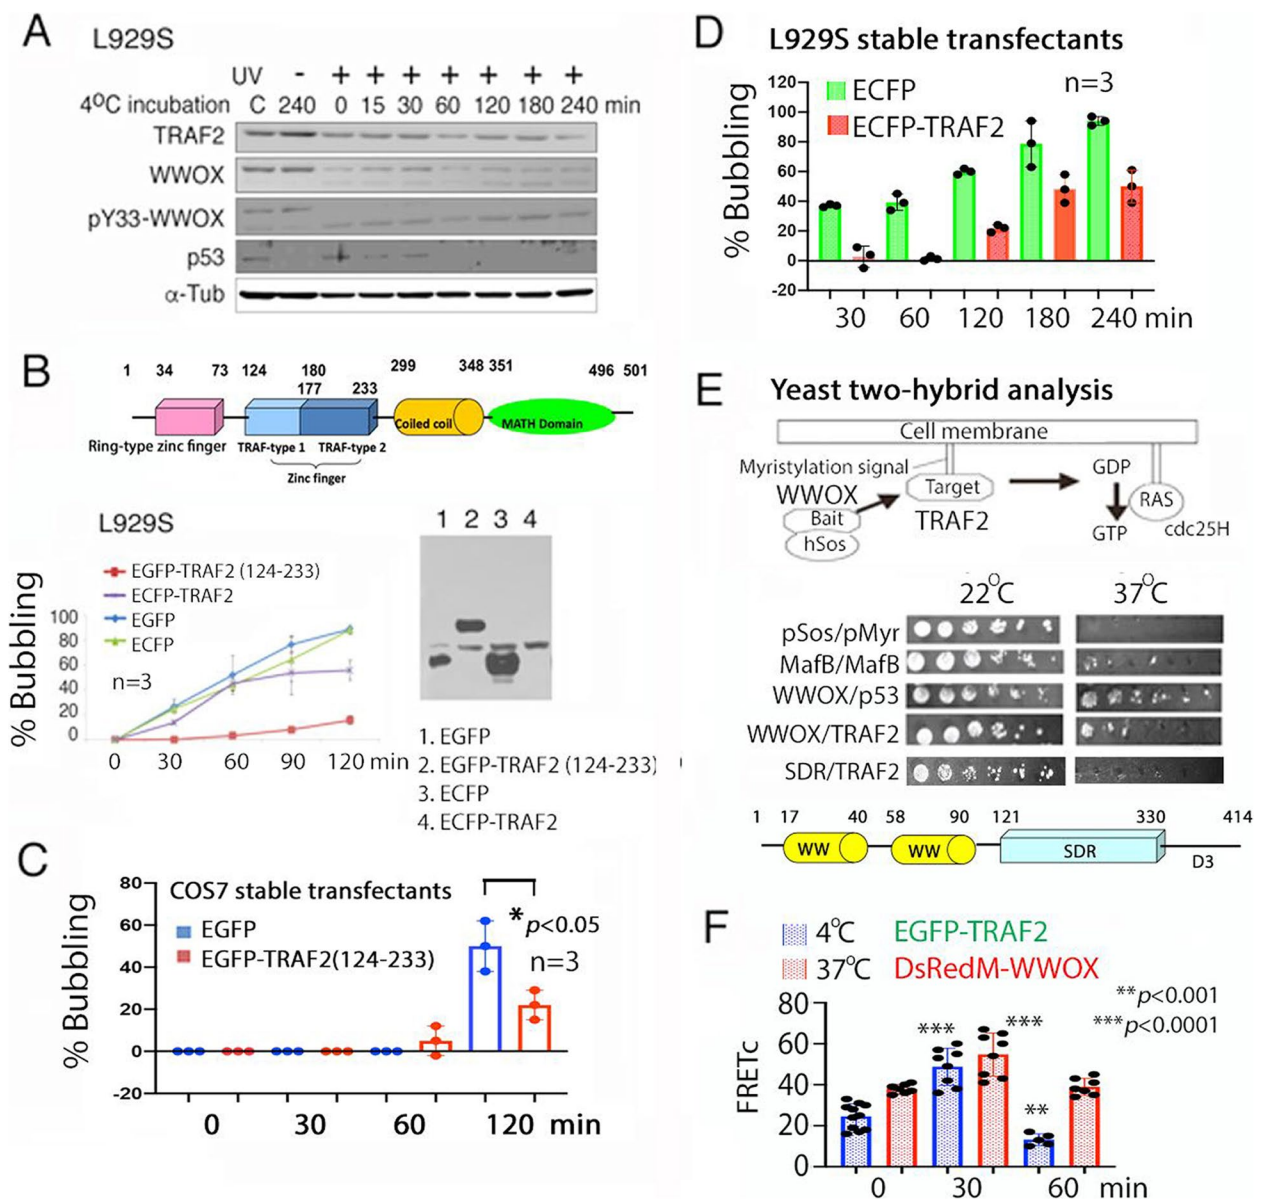 A
L929S
UV - + + + + + + +
4⁰C incubation C 240 0 15 30 60 120 180 240 min
TRAF2
WWOX
pY33-WWOX
p53
α-Tub
B
1 34 73 124 180 299 348 351 496 501
177 233
Coiled coil
MATH Domain
Ring-type zinc finger TRAF-type 1 TRAF-type 2
Zinc finger
L929S
EGFP-TRAF2 (124-233)
ECFP-TRAF2
EGFP
ECFP
% Bubbling
100
80
60
40
20
0
n=3
0 30 60 90 120 min
1 2 3 4
1. EGFP
2. EGFP-TRAF2 (124-233)
3. ECFP
4. ECFP-TRAF2
C
COS7 stable transfectants
EGFP
EGFP-TRAF2(124-233)
% Bubbling
80
60
40
20
0
-20
* p<0.05
n=3
0 30 60 120 min
D
L929S stable transfectants
ECFP
ECFP-TRAF2
n=3
% Bubbling
120
100
80
60
40
20
0
-20
30 60 120 180 240 min
E
Yeast two-hybrid analysis
Cell membrane
Myristylation signal
WWOX
Bait
hSos
Target
TRAF2
GDP
GTP
RAS
cdc25H
22⁰C 37⁰C
pSos/pMyr
MafB/MafB
WWOX/p53
WWOX/TRAF2
SDR/TRAF2
1 17 40 58 90 121 330 414
WW WW SDR
D3
F
4⁰C EGFP-TRAF2
37⁰C DsRedM-WWOX
**p<0.001
***p<0.0001
FRETc
80
60
40
20
0
*** ***
**
0 30 60 min